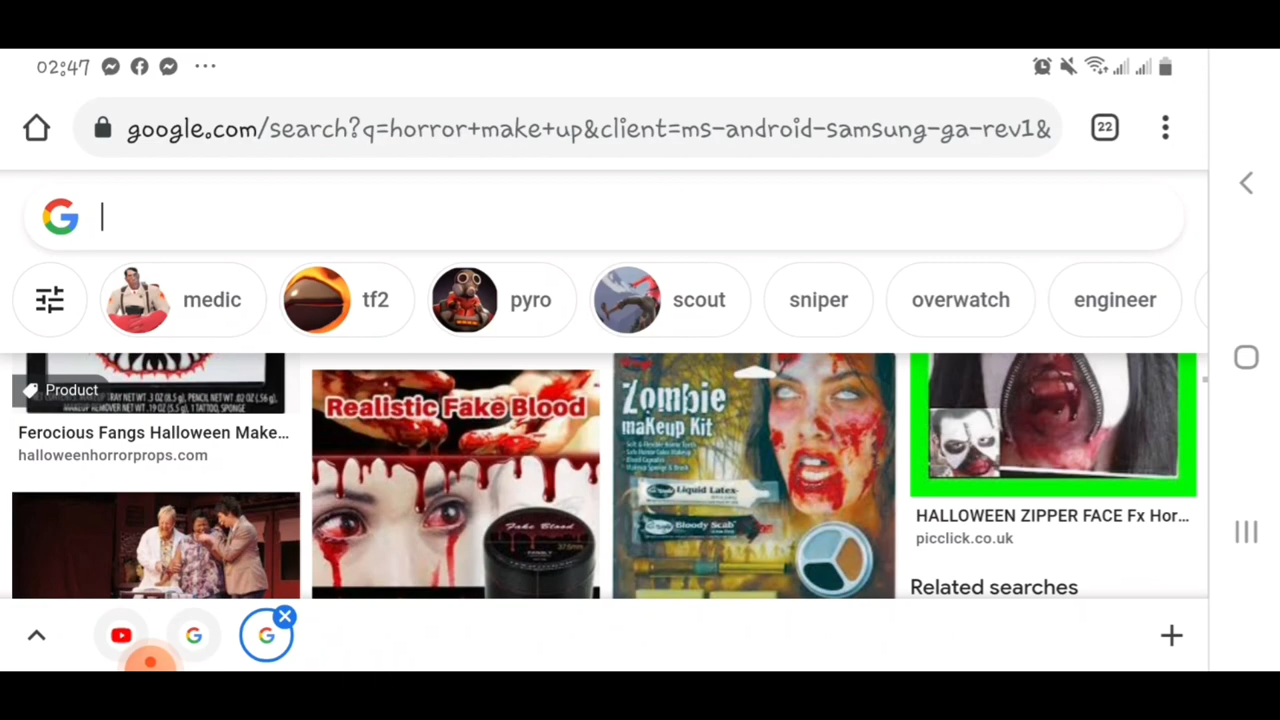 02:47
google.com/search?q=horror+make+up&client=ms-android-samsung-ga-rev1&
22
medic
tf2
pyro
scout
sniper
overwatch
engineer
Product
Ferocious Fangs Halloween Make...
halloweenhorrorprops.com
Realistic Fake Blood
Fake Blood
Zombie
makeup Kit
Liquid Latex
Bloody Scab
HALLOWEEN ZIPPER FACE Fx Hor...
picclick.co.uk
Related searches